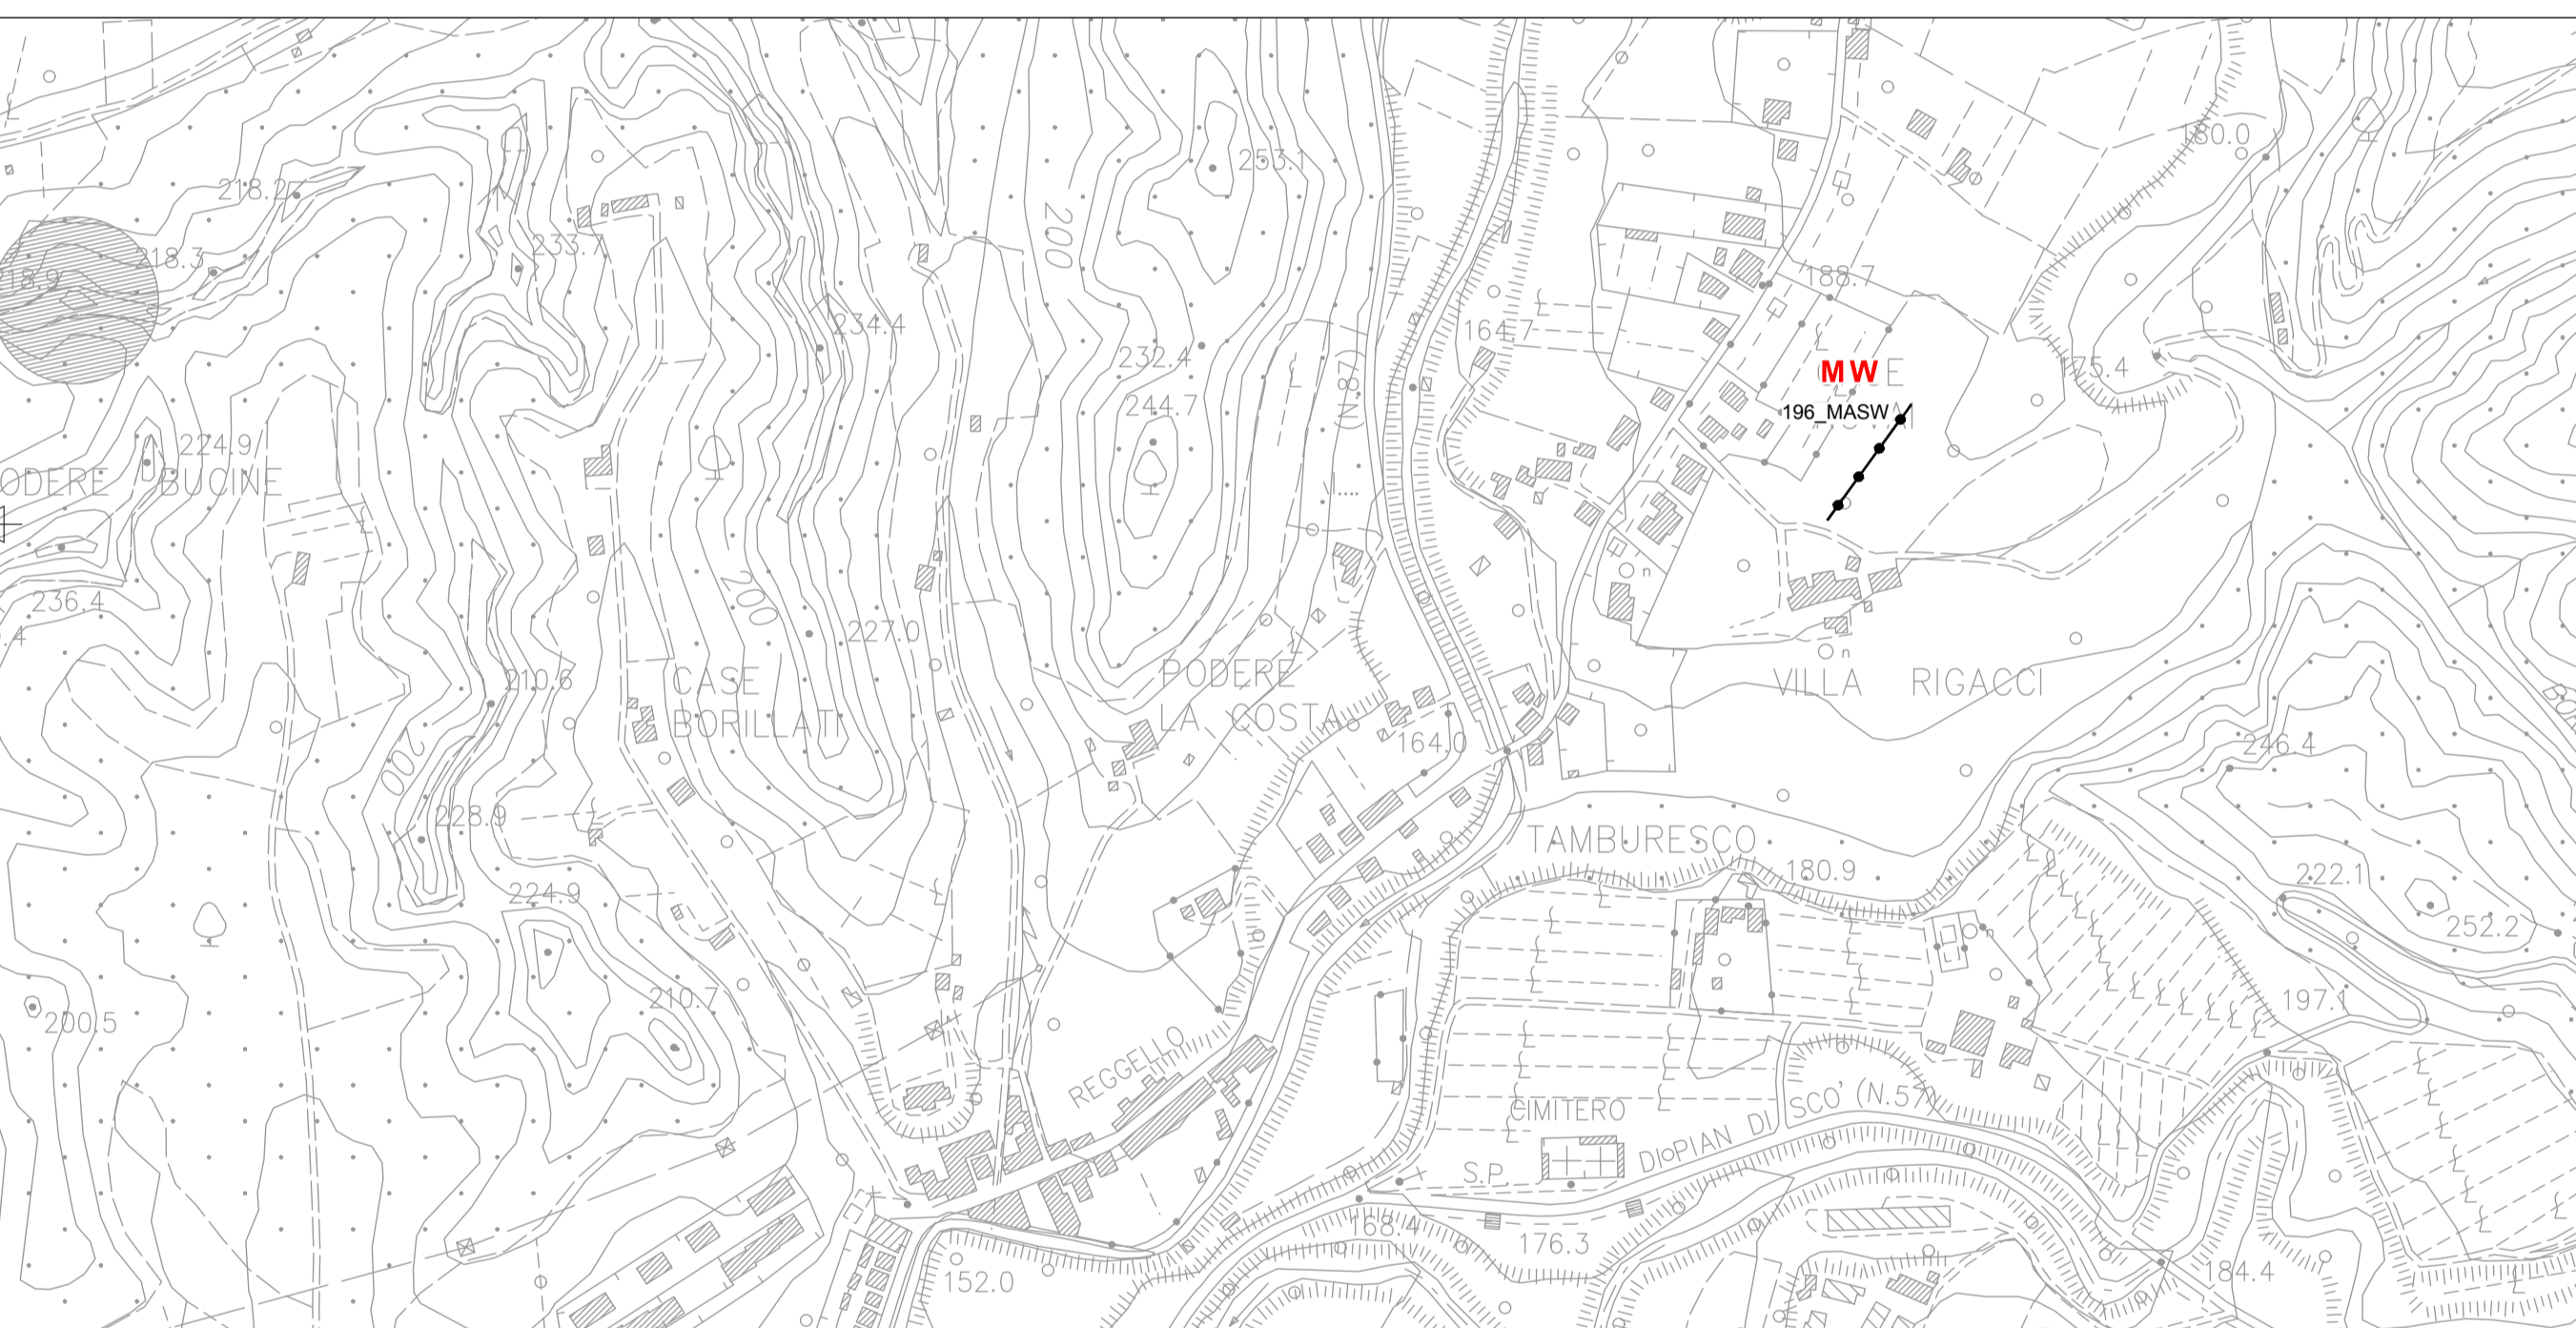 180.0
253.1
218.2
200
233.7
218.3
188.7
218.9
234.4
164.7
232.4
(N.87)
175.4
MW
244.7
196_MASW
224.9
PODERE BUCINE
200
236.4
227.0
210.6
CASE
BORILLATI
PODERE
LA COSTA
VILLA RIGACCI
n
n
200
164.0
246.4
228.9
TAMBURESCO
180.9
222.1
224.9
252.2
n
210.7
197.1
200.5
REGGELLO
CIMITERO
S.P.
DI PIAN DI SCO' (N.57)
168.4
176.3
184.4
152.0